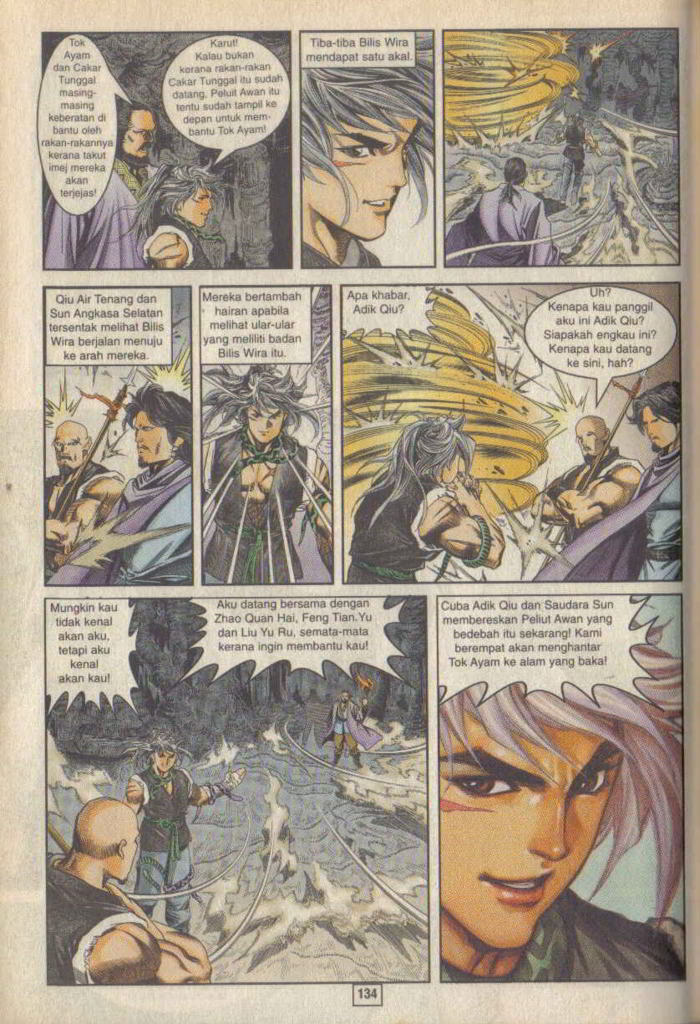 Tok
Ayam
dan Cakar
Tunggal
masing-
masing
keberatan di
bantu oleh
rakan-rakannya
kerana takut
imej mereka
akan
terjejas!
Karut!
Kalau bukan
kerana rakan-rakan
Cakar Tunggal itu sudah
datang, Peluit Awan itu
tentu sudah tampil ke
depan untuk mem-
bantu Tok Ayam!
Tiba-tiba Bilis Wira
mendapat satu akal.
Qiu Air Tenang dan
Sun Angkasa Selatan
tersentak melihat Bilis
Wira berjalan menuju
ke arah mereka.
Mereka bertambah
hairan apabila
melihat ular-ular
yang meliliti badan
Bilis Wira itu.
Apa khabar,
Adik Qiu?
Uh?
Kenapa kau panggil
aku ini Adik Qiu?
Siapakah engkau ini?
Kenapa kau datang
ke sini, hah?
Mungkin kau
tidak kenal
akan aku,
tetapi aku
kenal
akan kau!
Aku datang bersama dengan
Zhao Quan Hai, Feng Tian.Yu
dan Liu Yu Ru, semata-mata
kerana ingin membantu kau!
Cuba Adik Qiu dan Saudara Sun
membereskan Peliut Awan yang
bedebah itu sekarang! Kami
berempat akan menghantar
Tok Ayam ke alam yang baka!
134